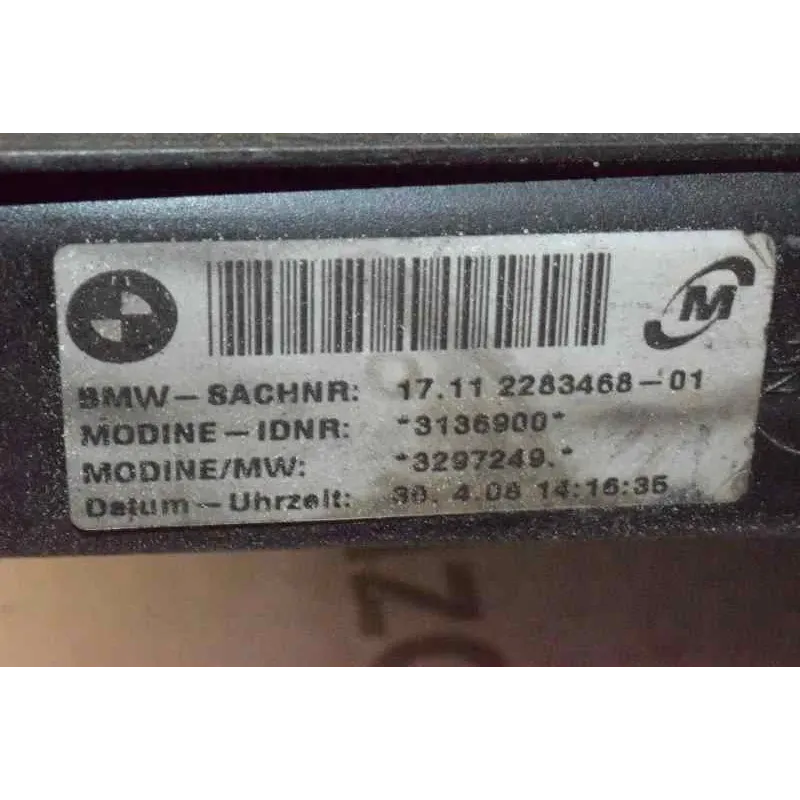 M
BMW-SACHNR: 17.11 2283468-01
MODINE-IDNR: *3136900*
MODINE/MW: *3297249.*
Datum-Uhrzeit: 30. 4.08 14:16:35